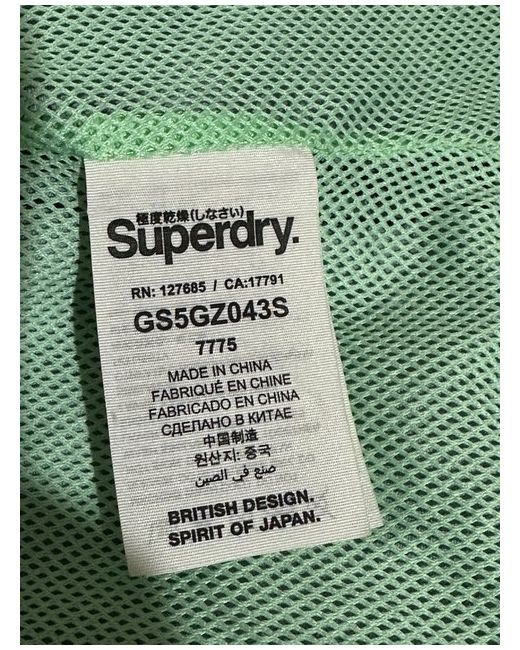 極度乾燥(しなさい)
Superdry.
RN: 127685 / CA:17791
GS5GZ043S
7775
MADE IN CHINA
FABRIQUÉ EN CHINE
FABRICADO EN CHINA
СДЕЛАНО В КИТАЕ
中国制造
원산지: 중국
صنع في الصين
BRITISH DESIGN.
SPIRIT OF JAPAN.